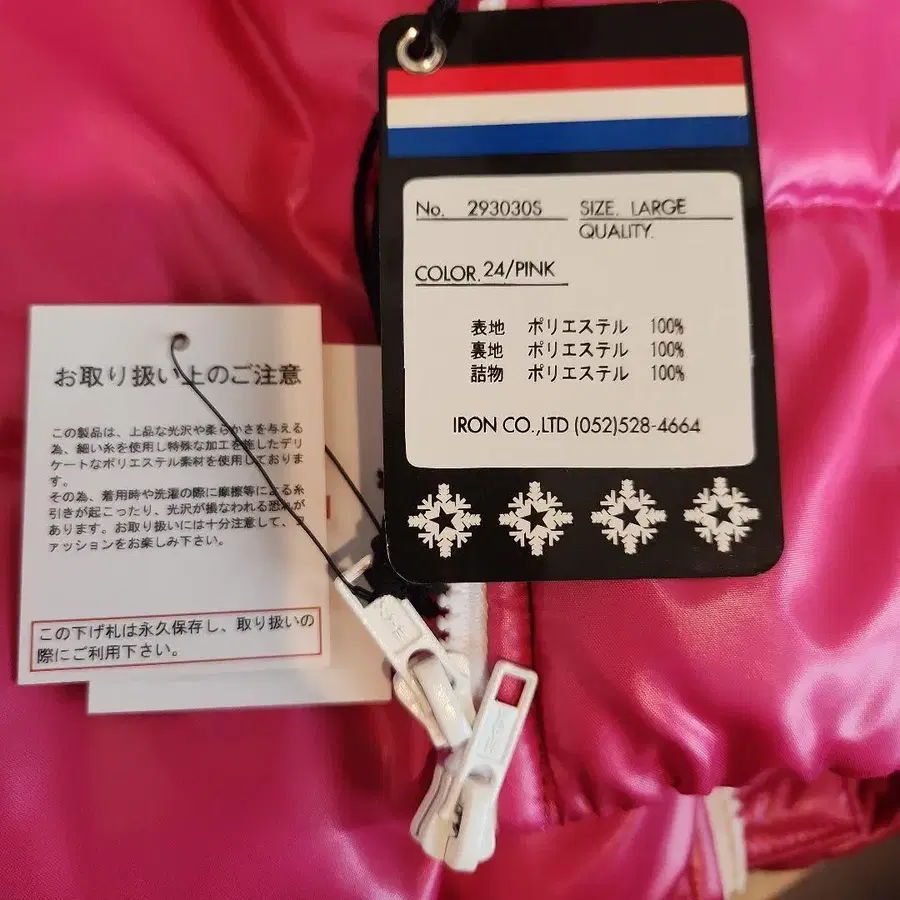 No. 293030S
SIZE. LARGE
QUALITY.
COLOR. 24/PINK
表地 ポリエステル 100%
裏地 ポリエステル 100%
詰物 ポリエステル 100%
IRON CO.,LTD (052)528-4664
お取り扱い上のご注意
この製品は、上品な光沢や柔らかさを与える
為、細い糸を使用し特殊な加工を施したデリ
ケートなポリエステル素材を使用しておりま
す。
その為、着用時や洗濯の際に摩擦等による糸
引きが起こったり、光沢が損なわれる恐れが
あります。お取り扱いには十分注意して、フ
ァッションをお楽しみ下さい。
この下げ札は永久保存し、取り扱いの
際にご利用下さい。